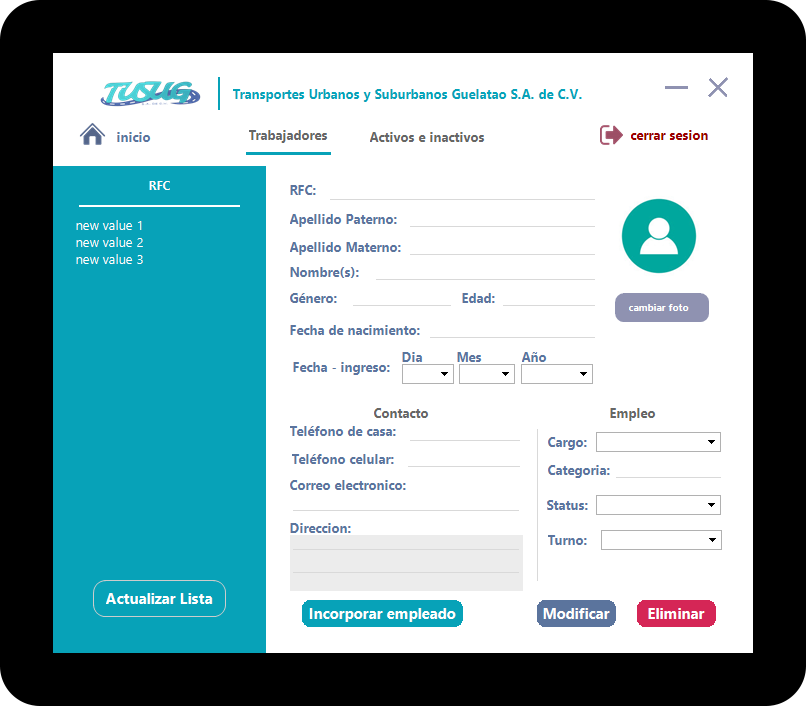 TUSUG
Transportes Urbanos y Suburbanos Guelatao S.A. de C.V.
inicio
Trabajadores
Activos e inactivos
cerrar sesion
RFC
new value 1
new value 2
new value 3
Actualizar Lista
RFC:
Apellido Paterno:
Apellido Materno:
Nombre(s):
Género: Edad:
Fecha de nacimiento:
Dia Mes Año
Fecha - ingreso:
cambiar foto
Contacto
Teléfono de casa:
Teléfono celular:
Correo electronico:
Direccion:
Empleo
Cargo:
Categoria:
Status:
Turno:
Incorporar empleado
Modificar
Eliminar